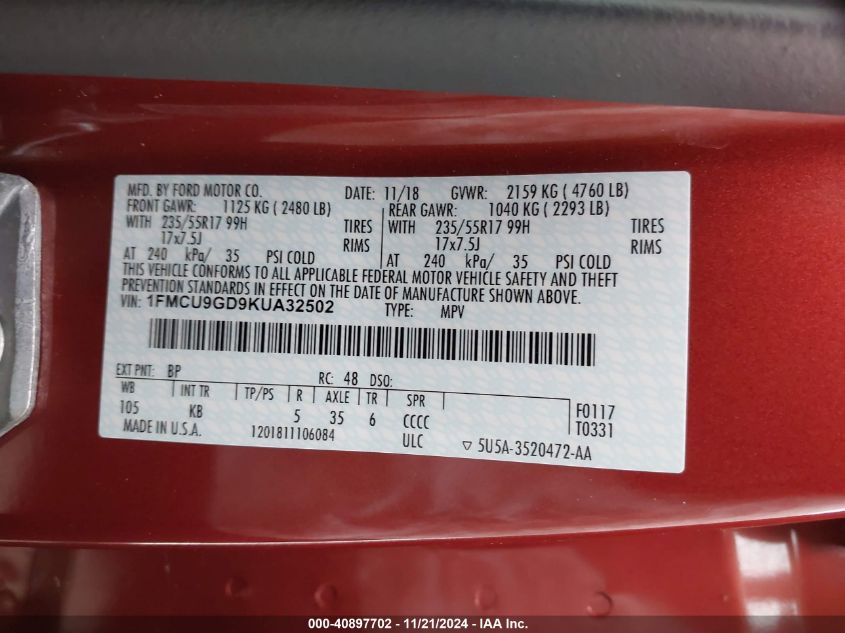 MFD. BY FORD MOTOR CO. DATE: 11/18 GVWR: 2159 KG ( 4760 LB)
FRONT GAWR: 1125 KG ( 2480 LB) REAR GAWR: 1040 KG ( 2293 LB)
WITH 235/55R17 99H TIRES WITH 235/55R17 99H TIRES
17x7.5J RIMS 17x7.5J RIMS
AT 240 kPa/ 35 PSI COLD AT 240 kPa/ 35 PSI COLD
THIS VEHICLE CONFORMS TO ALL APPLICABLE FEDERAL MOTOR VEHICLE SAFETY AND THEFT
PREVENTION STANDARDS IN EFFECT ON THE DATE OF MANUFACTURE SHOWN ABOVE.
VIN: 1FMCU9GD9KUA32502 TYPE: MPV
EXT PNT: BP RC: 48 DSO:
WB INT TR TP/PS R AXLE TR SPR
105 KB 5 35 6 CCCC F0117
T0331
MADE IN U.S.A. 1201811106084 ULC ▽ 5U5A-3520472-AA
000-40897702 - 11/21/2024 - IAA Inc.